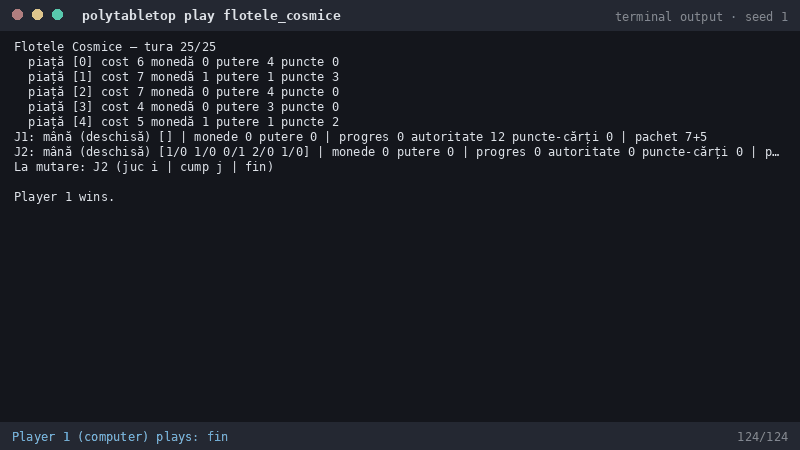 polytabletop play flotele_cosmice
terminal output · seed 1
Flotele Cosmice — tura 25/25
piață [0] cost 6 monedă 0 putere 4 puncte 0
piață [1] cost 7 monedă 1 putere 1 puncte 3
piață [2] cost 7 monedă 0 putere 4 puncte 0
piață [3] cost 4 monedă 0 putere 3 puncte 0
piață [4] cost 5 monedă 1 putere 1 puncte 2
J1: mână (deschisă) [] | monede 0 putere 0 | progres 0 autoritate 12 puncte-cărți 0 | pachet 7+5
J2: mână (deschisă) [1/0 1/0 0/1 2/0 1/0] | monede 0 putere 0 | progres 0 autoritate 0 puncte-cărți 0 | p…
La mutare: J2 (juc i | cump j | fin)
Player 1 wins.
Player 1 (computer) plays: fin
124/124